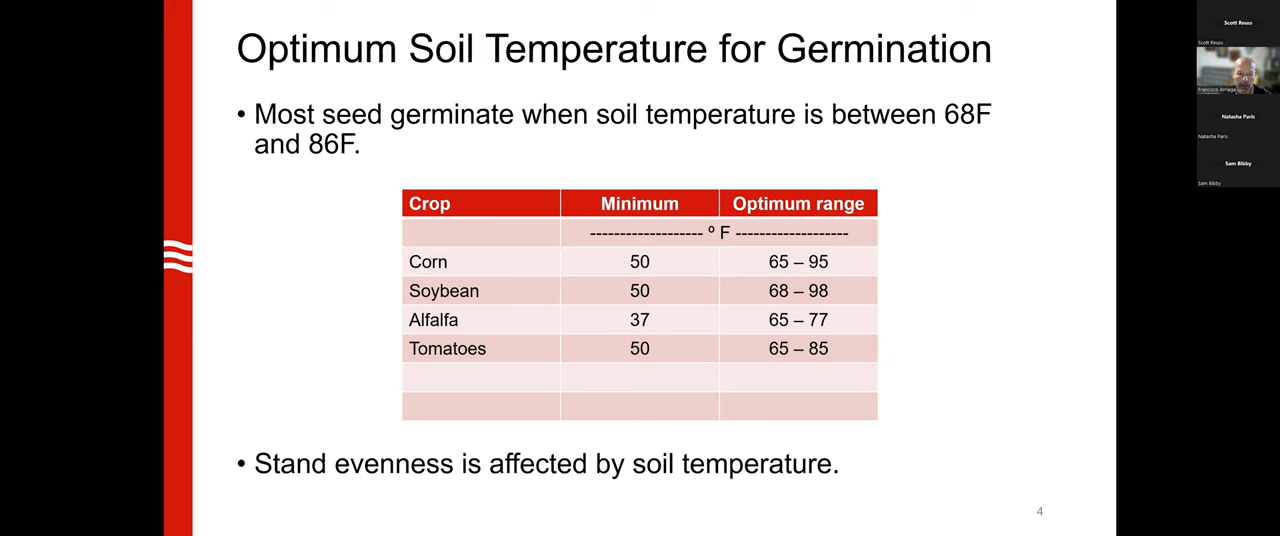 Optimum Soil Temperature for Germination
• Most seed germinate when soil temperature is between 68F
and 86F.
Crop Minimum Optimum range
------------------- º F -------------------
Corn 50 65 – 95
Soybean 50 68 – 98
Alfalfa 37 65 – 77
Tomatoes 50 65 – 85
• Stand evenness is affected by soil temperature.
4
Scott Reuss
Scott Reuss
Francisco Arriaga
Natasha Paris
Natasha Paris
Sam Bibby
Sam Bibby